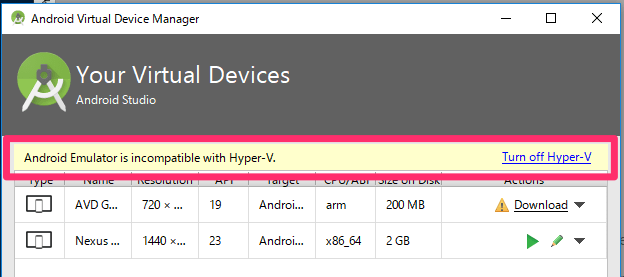 Android Virtual Device Manager
Your Virtual Devices
Android Studio
Android Emulator is incompatible with Hyper-V. Turn off Hyper-V
Type Name Resolution API Target CPU/ABI Size on Disk Actions
AVD G... 720 × ... 19 Androi... arm 200 MB Download
Nexus ... 1440 ×... 23 Androi... x86_64 2 GB